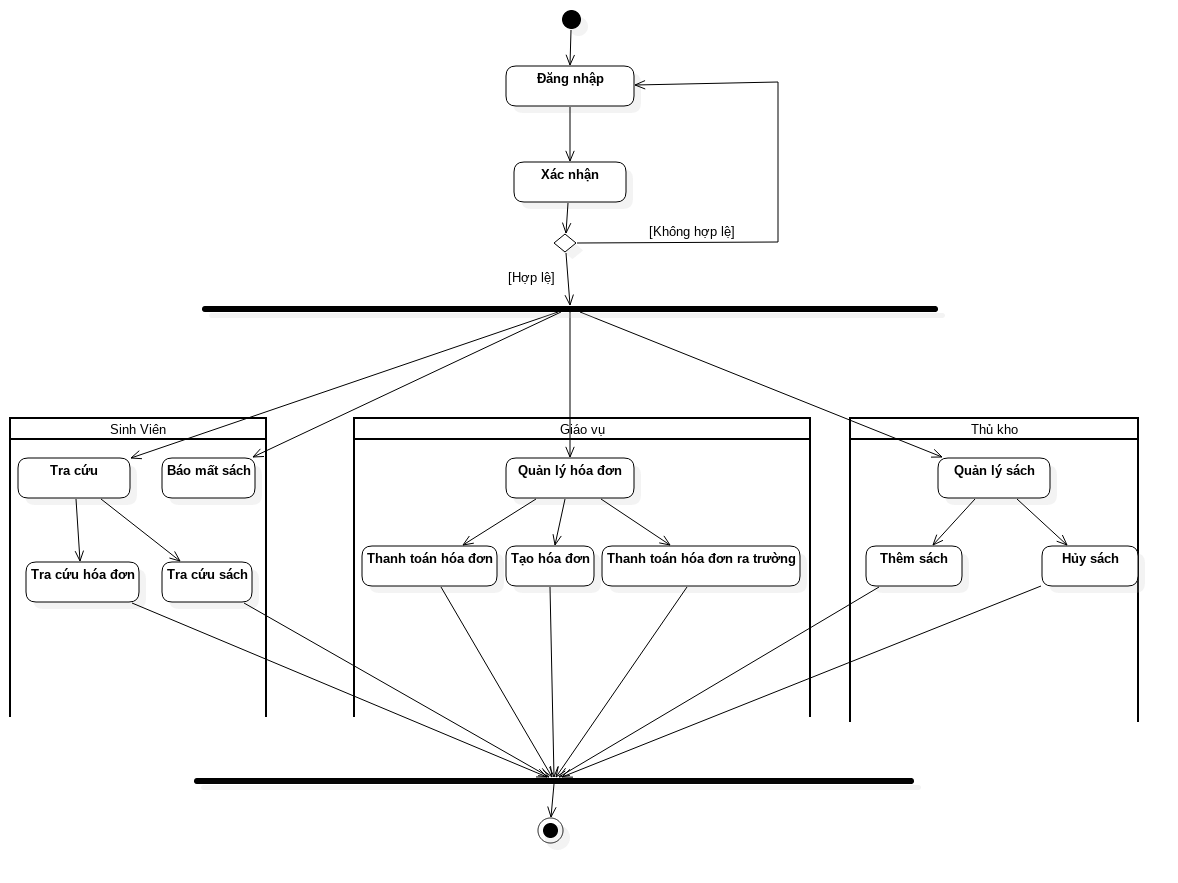 Đăng nhập
Xác nhận
[Không hợp lệ]
[Hợp lệ]
Sinh Viên
Giáo vụ
Thủ kho
Tra cứu
Báo mất sách
Quản lý hóa đơn
Quản lý sách
Thanh toán hóa đơn
Tạo hóa đơn
Thanh toán hóa đơn ra trường
Thêm sách
Hủy sách
Tra cứu hóa đơn
Tra cứu sách